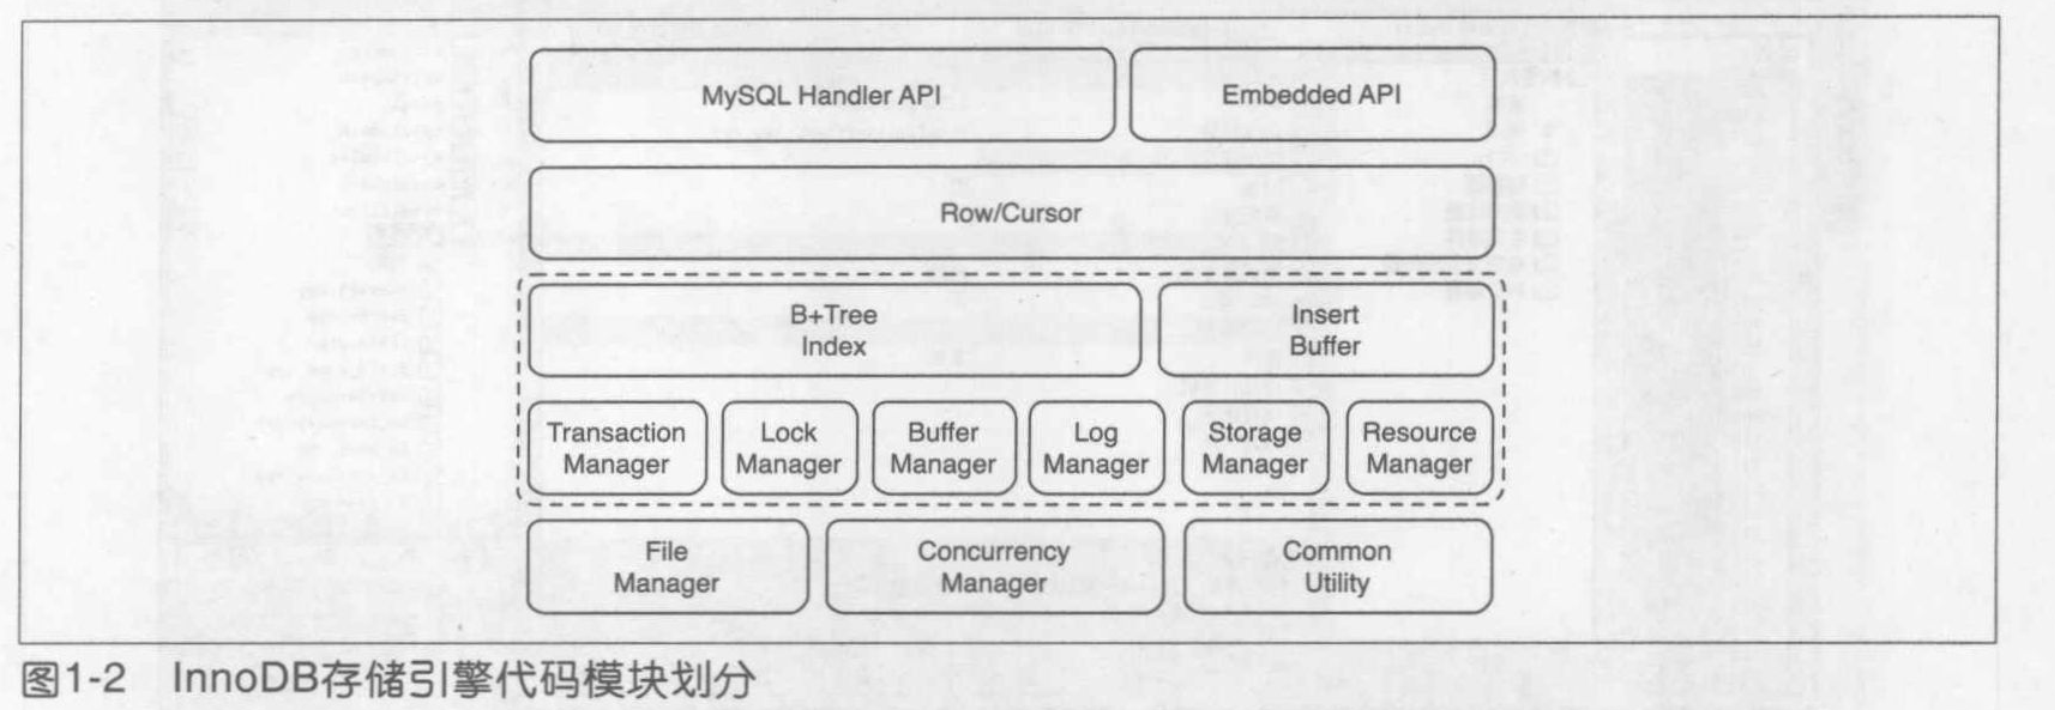 MySQL Handler API
Embedded API
Row/Cursor
B+Tree
Index
Insert
Buffer
Transaction
Manager
Lock
Manager
Buffer
Manager
Log
Manager
Storage
Manager
Resource
Manager
File
Manager
Concurrency
Manager
Common
Utility
图1-2 InnoDB存储引擎代码模块划分